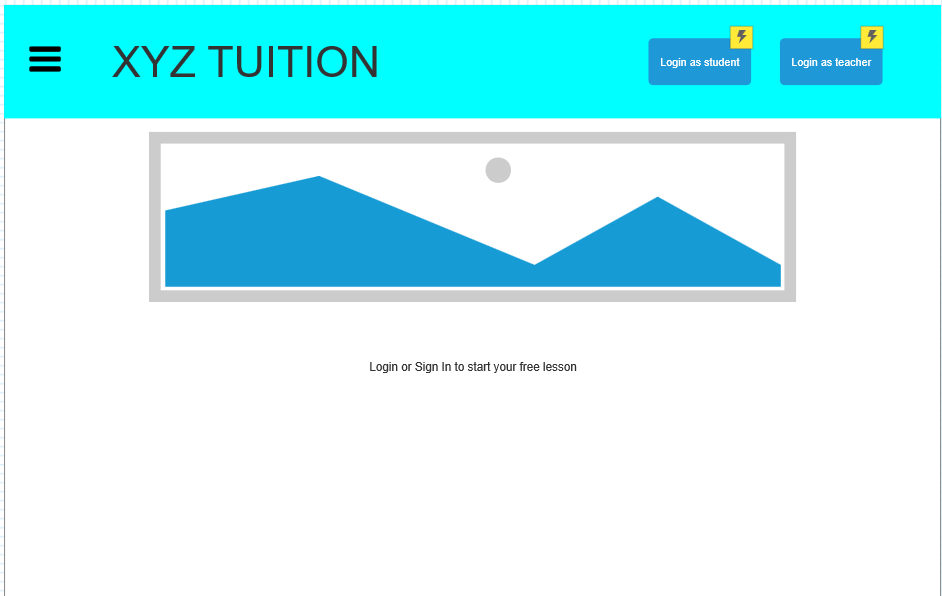 XYZ TUITION
Login as student
Login as teacher
Login or Sign In to start your free lesson